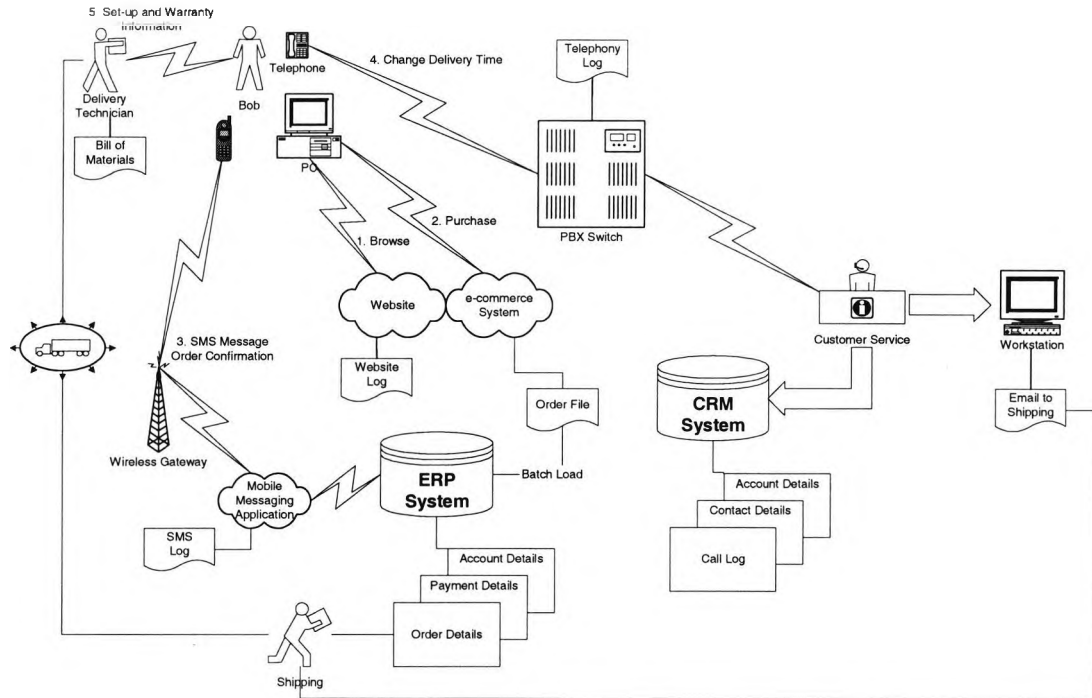 5 Set-up and Warranty
Information
Delivery
Technician
Bob
Telephone
4. Change Delivery Time
Telephony
Log
Bill of
Materials
PC
PBX Switch
2. Purchase
1. Browse
Website
e-commerce
System
Customer Service
Workstation
3. SMS Message
Order Confirmation
Website
Log
Order File
CRM
System
Email to
Shipping
Wireless Gateway
Mobile
Messaging
Application
ERP
System
Batch Load
SMS
Log
Account Details
Contact Details
Call Log
Account Details
Payment Details
Order Details
Shipping